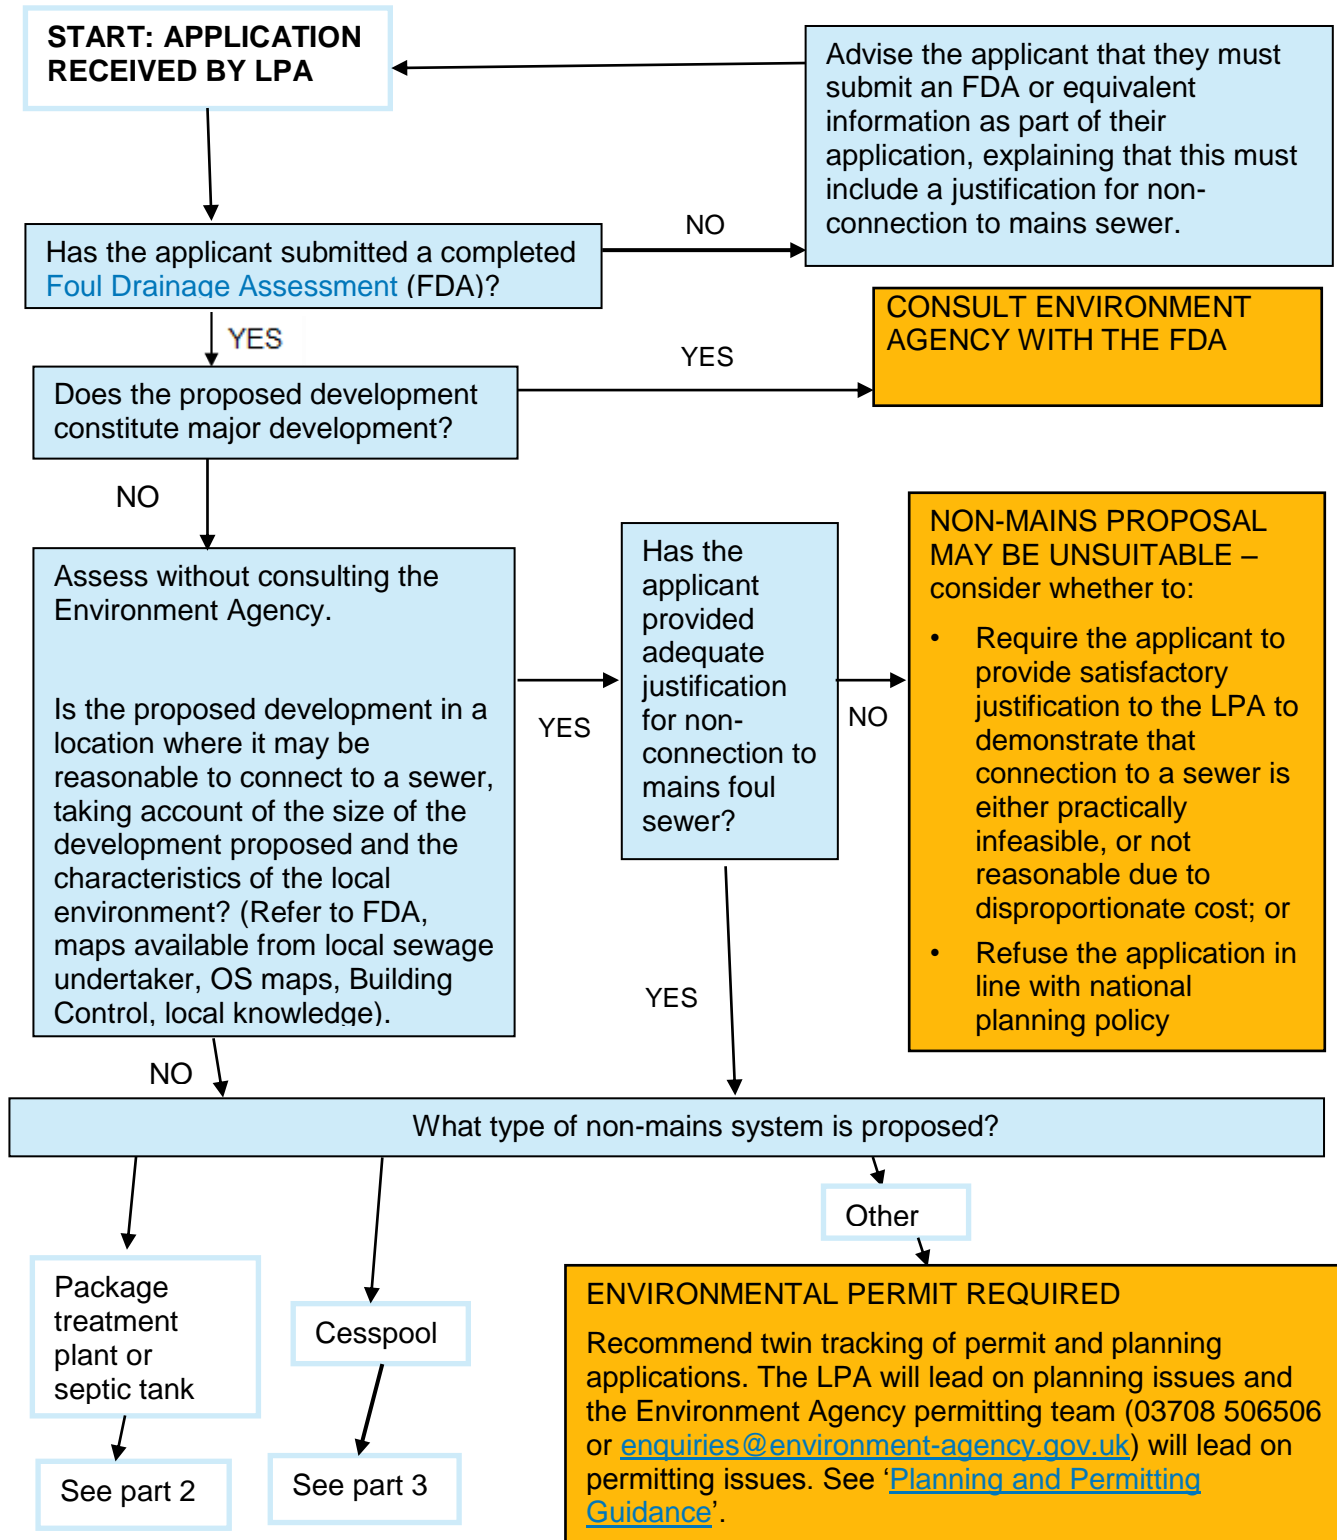 START: APPLICATION
RECEIVED BY LPA
Advise the applicant that they must
submit an FDA or equivalent
information as part of their
application, explaining that this must
include a justification for non-
connection to mains sewer.
NO
Has the applicant submitted a completed
Foul Drainage Assessment (FDA)?
YES
CONSULT ENVIRONMENT
AGENCY WITH THE FDA
YES
Does the proposed development
constitute major development?
NO
Assess without consulting the
Environment Agency.
Is the proposed development in a
location where it may be
reasonable to connect to a sewer,
taking account of the size of the
development proposed and the
characteristics of the local
environment? (Refer to FDA,
maps available from local sewage
undertaker, OS maps, Building
Control, local knowledge).
YES
Has the
applicant
provided
adequate
justification
for non-
connection to
mains foul
sewer?
NO
NON-MAINS PROPOSAL
MAY BE UNSUITABLE –
consider whether to:
• Require the applicant to
provide satisfactory
justification to the LPA to
demonstrate that
connection to a sewer is
either practically
infeasible, or not
reasonable due to
disproportionate cost; or
• Refuse the application in
line with national
planning policy
YES
NO
What type of non-mains system is proposed?
Package
treatment
plant or
septic tank
Cesspool
Other
See part 2
See part 3
ENVIRONMENTAL PERMIT REQUIRED
Recommend twin tracking of permit and planning
applications. The LPA will lead on planning issues and
the Environment Agency permitting team (03708 506506
or enquiries@environment-agency.gov.uk) will lead on
permitting issues. See ‘Planning and Permitting
Guidance’.